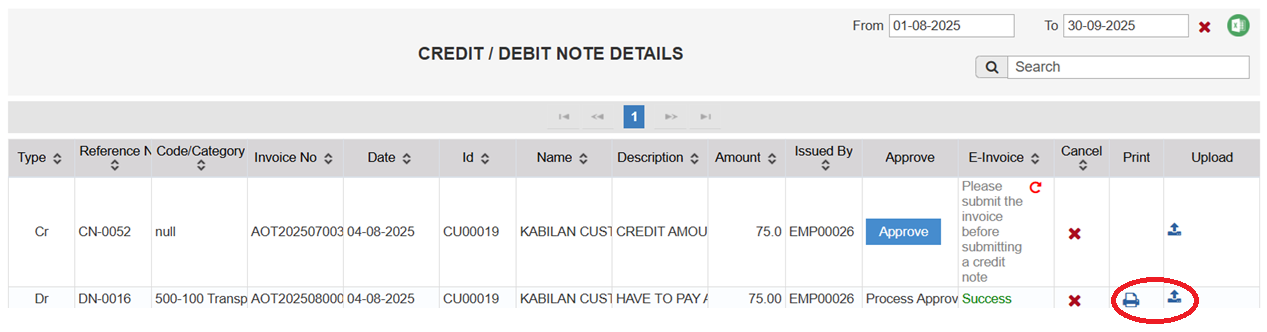 From 01-08-2025 To 30-09-2025
CREDIT / DEBIT NOTE DETAILS
Search
1
Type Reference N Code/Category Invoice No Date Id Name Description Amount Issued By Approve E-Invoice Cancel Print Upload
Cr CN-0052 null AOT202507003 04-08-2025 CU00019 KABILAN CUST CREDIT AMOU 75.0 EMP00026 Approve
Please
submit the
invoice
before
submitting
a credit
note
Dr DN-0016 500-100 Transp AOT202508000 04-08-2025 CU00019 KABILAN CUST HAVE TO PAY A 75.00 EMP00026 Process Approv Success